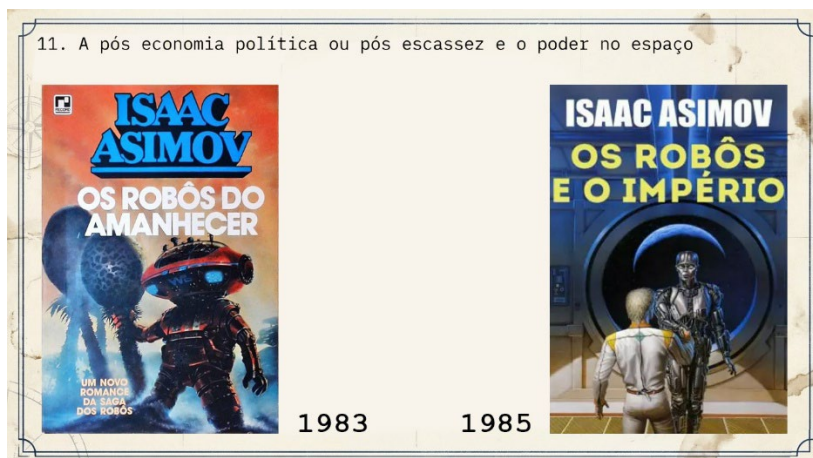 11. A pós economia política ou pós escassez e o poder no espaço
ISAAC
ASIMOV
OS ROBÔS DO
AMANHECER
UM NOVO
ROMANCE
DA SAGA
DOS ROBÔS
1983
1985
ISAAC ASIMOV
OS ROBÔS
E O IMPÉRIO